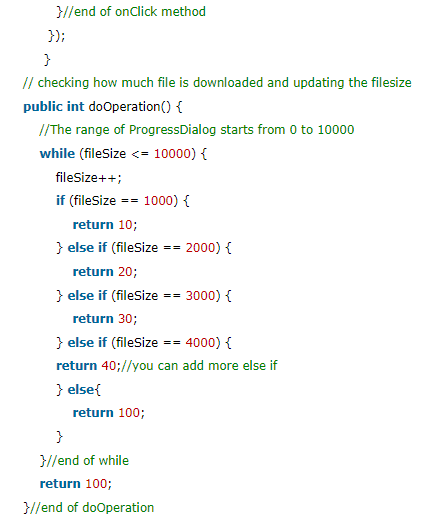 }//end of onClick method
});
}
// checking how much file is downloaded and updating the filesize
public int doOperation() {
//The range of ProgressDialog starts from 0 to 10000
while (fileSize <= 10000) {
fileSize++;
if (fileSize == 1000) {
return 10;
} else if (fileSize == 2000) {
return 20;
} else if (fileSize == 3000) {
return 30;
} else if (fileSize == 4000) {
return 40;//you can add more else if
} else{
return 100;
}
}//end of while
return 100;
}//end of doOperation